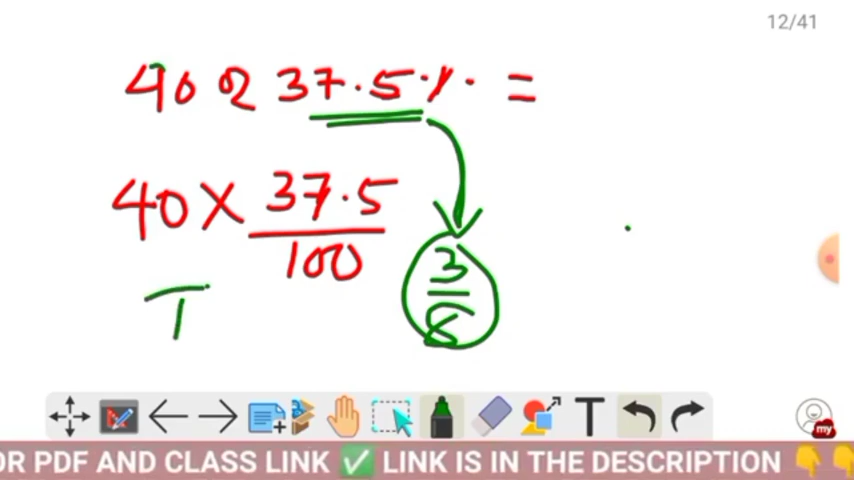 12/41
40 का 37.5% =
40 × 37.5/100
3/8
T
my
OR PDF AND CLASS LINK ✅ LINK IS IN THE DESCRIPTION 👇👇